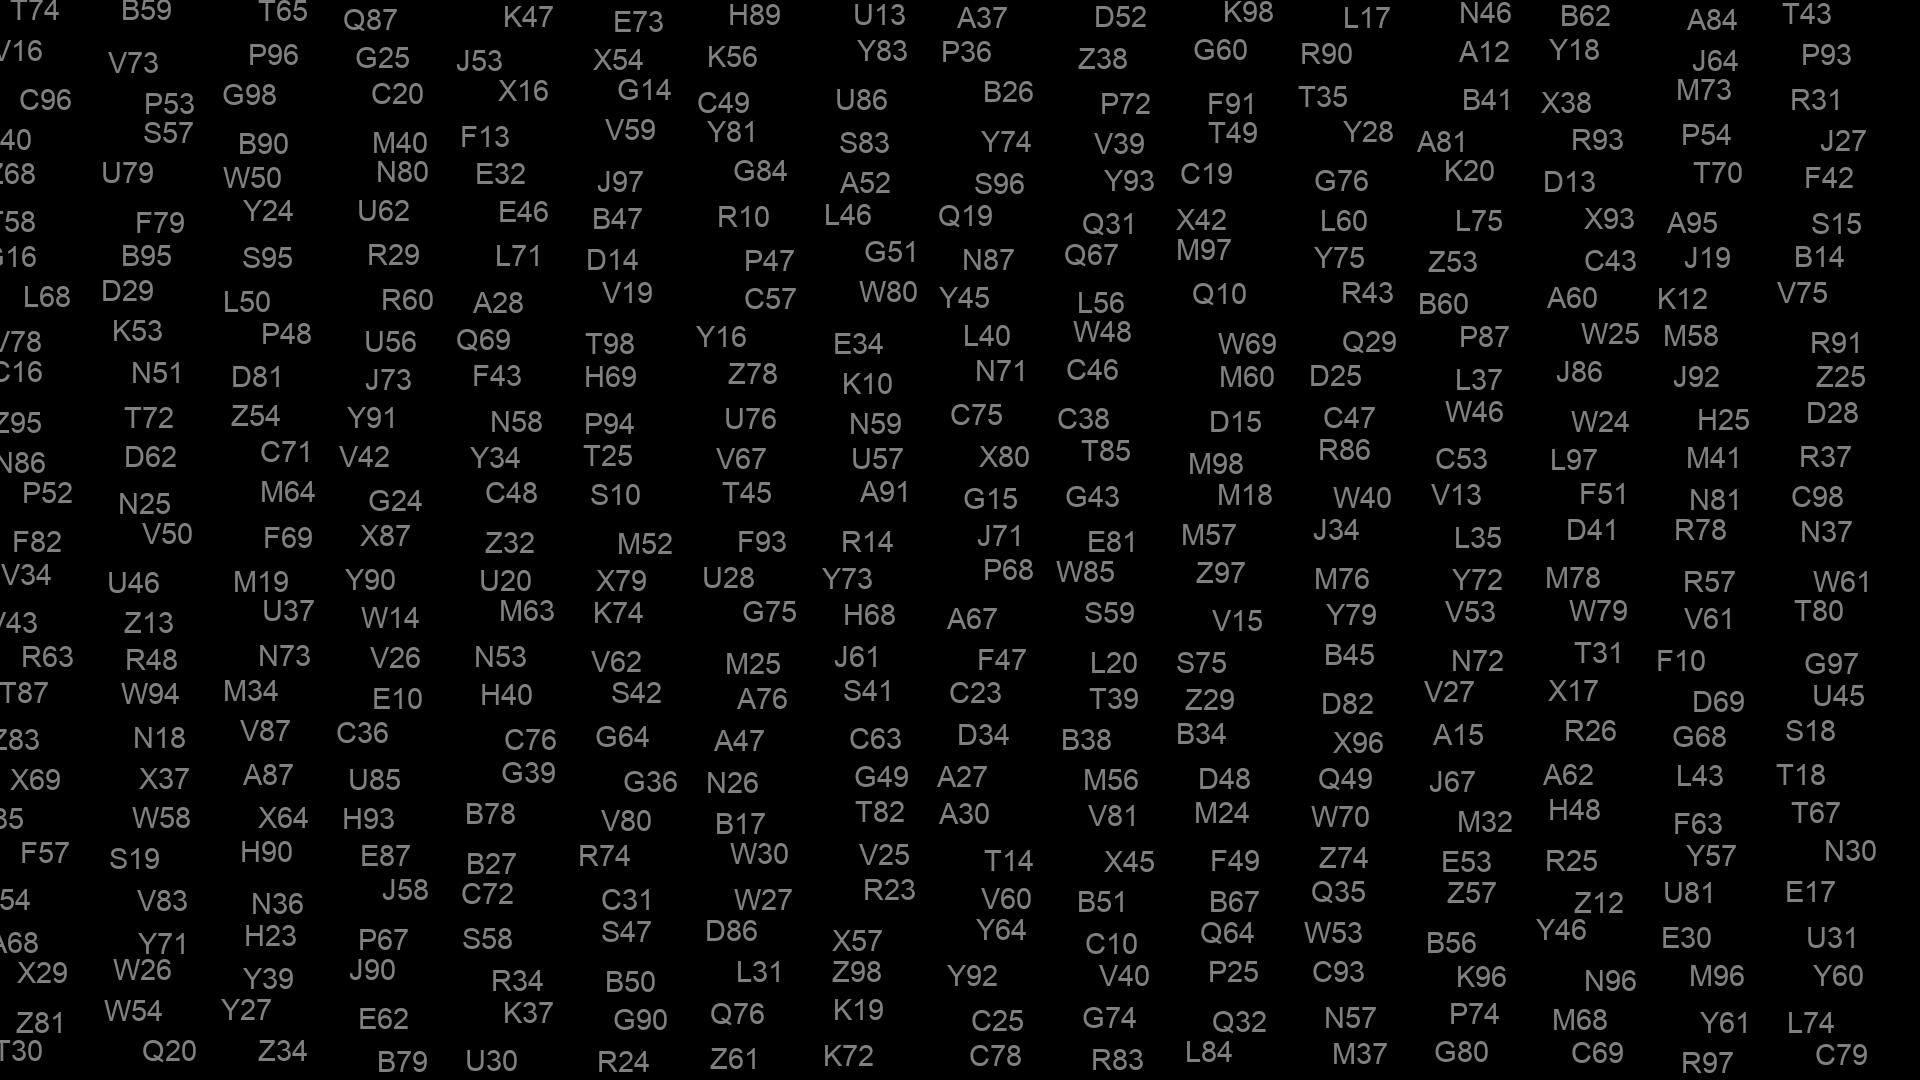 T74 B59 T65 Q87 K47 E73 H89 U13 A37 D52 K98 L17 N46 B62 A84 T43
V16 V73 P96 G25 J53 X54 K56 Y83 P36 Z38 G60 R90 A12 Y18 J64 P93
C96 P53 G98 C20 X16 G14 C49 U86 B26 P72 F91 T35 B41 X38 M73 R31
40 S57 B90 M40 F13 V59 Y81 S83 Y74 V39 T49 Y28 A81 R93 P54 J27
Z68 U79 W50 N80 E32 J97 G84 A52 S96 Y93 C19 G76 K20 D13 T70 F42
T58 F79 Y24 U62 E46 B47 R10 L46 Q19 Q31 X42 L60 L75 X93 A95 S15
16 B95 S95 R29 L71 D14 P47 G51 N87 Q67 M97 Y75 Z53 C43 J19 B14
L68 D29 L50 R60 A28 V19 C57 W80 Y45 L56 Q10 R43 B60 A60 K12 V75
V78 K53 P48 U56 Q69 T98 Y16 E34 L40 W48 W69 Q29 P87 W25 M58 R91
C16 N51 D81 J73 F43 H69 Z78 K10 N71 C46 M60 D25 L37 J86 J92 Z25
Z95 T72 Z54 Y91 N58 P94 U76 N59 C75 C38 D15 C47 W46 W24 H25 D28
N86 D62 C71 V42 Y34 T25 V67 U57 X80 T85 M98 R86 C53 L97 M41 R37
P52 N25 M64 G24 C48 S10 T45 A91 G15 G43 M18 W40 V13 F51 N81 C98
F82 V50 F69 X87 Z32 M52 F93 R14 J71 E81 M57 J34 L35 D41 R78 N37
V34 U46 M19 Y90 U20 X79 U28 Y73 P68 W85 Z97 M76 Y72 M78 R57 W61
V43 Z13 U37 W14 M63 K74 G75 H68 A67 S59 V15 Y79 V53 W79 V61 T80
R63 R48 N73 V26 N53 V62 M25 J61 F47 L20 S75 B45 N72 T31 F10 G97
T87 W94 M34 E10 H40 S42 A76 S41 C23 T39 Z29 D82 V27 X17 D69 U45
Z83 N18 V87 C36 C76 G64 A47 C63 D34 B38 B34 X96 A15 R26 G68 S18
X69 X37 A87 U85 G39 G36 N26 G49 A27 M56 D48 Q49 J67 A62 L43 T18
35 W58 X64 H93 B78 V80 B17 T82 A30 V81 M24 W70 M32 H48 F63 T67
F57 S19 H90 E87 B27 R74 W30 V25 T14 X45 F49 Z74 E53 R25 Y57 N30
54 V83 N36 J58 C72 C31 W27 R23 V60 B51 B67 Q35 Z57 Z12 U81 E17
A68 Y71 H23 P67 S58 S47 D86 X57 Y64 C10 Q64 W53 B56 Y46 E30 U31
X29 W26 Y39 J90 R34 B50 L31 Z98 Y92 V40 P25 C93 K96 N96 M96 Y60
Z81 W54 Y27 E62 K37 G90 Q76 K19 C25 G74 Q32 N57 P74 M68 Y61 L74
T30 Q20 Z34 B79 U30 R24 Z61 K72 C78 R83 L84 M37 G80 C69 R97 C79